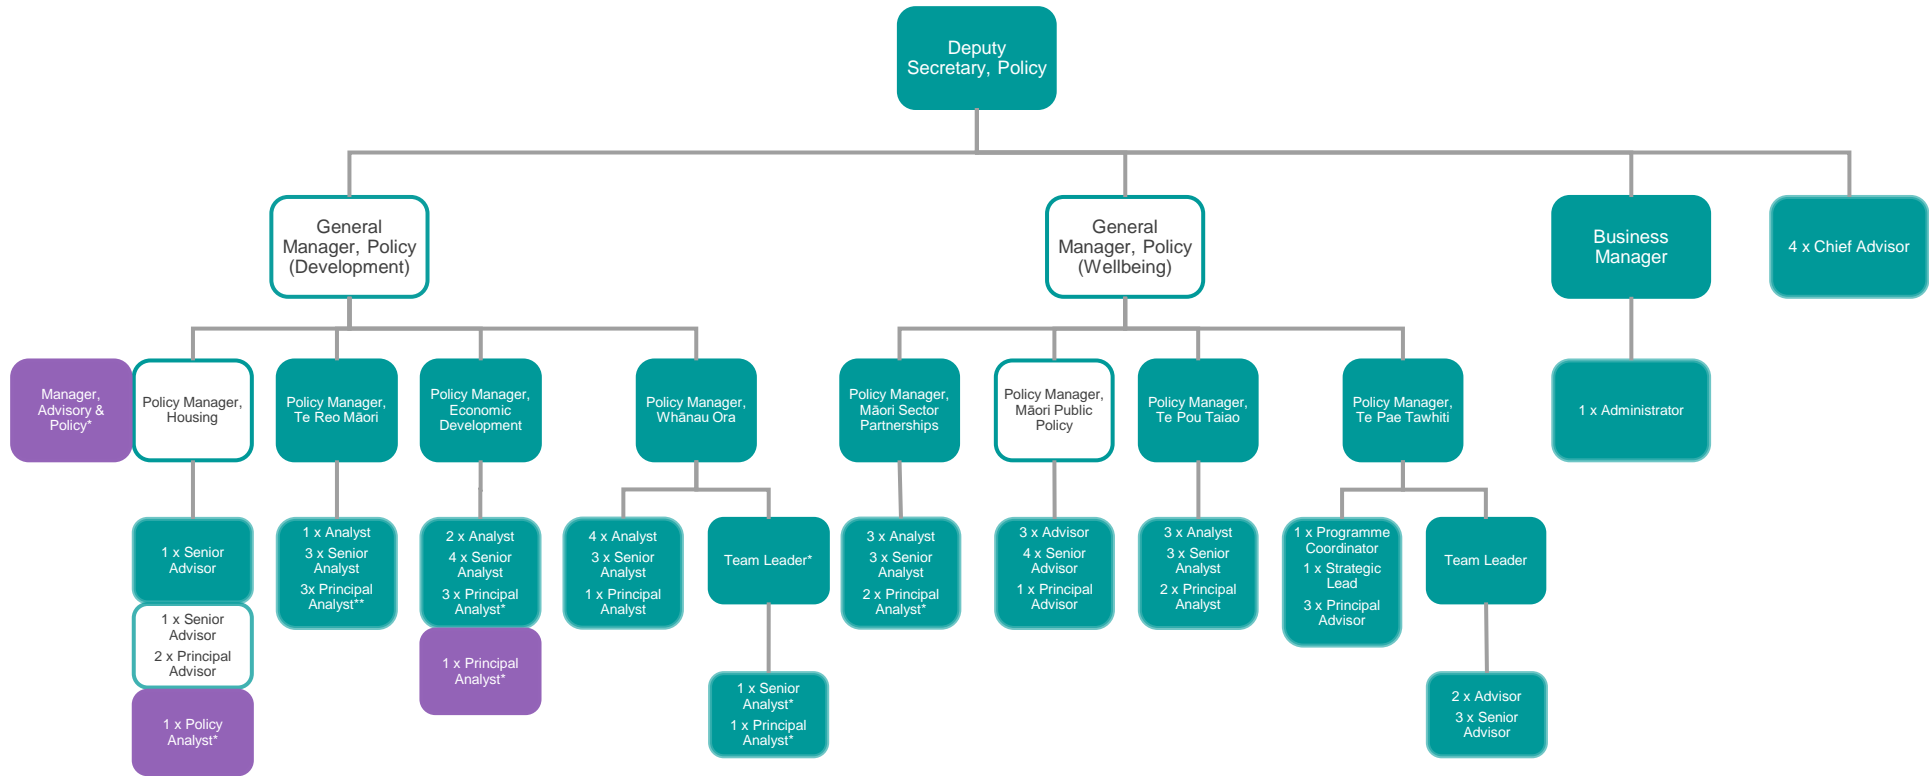 Deputy
Secretary, Policy
General
Manager, Policy
(Development)
General
Manager, Policy
(Wellbeing)
Business
Manager
4 x Chief Advisor
Manager,
Advisory &
Policy*
Policy Manager,
Housing
Policy Manager,
Te Reo Māori
Policy Manager,
Economic
Development
Policy Manager,
Whānau Ora
Policy Manager,
Māori Sector
Partnerships
Policy Manager,
Māori Public
Policy
Policy Manager,
Te Pou Taiao
Policy Manager,
Te Pae Tawhiti
1 x Administrator
1 x Senior
Advisor
1 x Analyst
3 x Senior
Analyst
3x Principal
Analyst**
2 x Analyst
4 x Senior
Analyst
3 x Principal
Analyst*
4 x Analyst
3 x Senior
Analyst
1 x Principal
Analyst
Team Leader*
3 x Analyst
3 x Senior
Analyst
2 x Principal
Analyst*
3 x Advisor
4 x Senior
Advisor
1 x Principal
Advisor
3 x Analyst
3 x Senior
Analyst
2 x Principal
Analyst
1 x Programme
Coordinator
1 x Strategic
Lead
3 x Principal
Advisor
Team Leader
1 x Senior
Advisor
2 x Principal
Advisor
1 x Principal
Analyst*
1 x Policy
Analyst*
1 x Senior
Analyst*
1 x Principal
Analyst*
2 x Advisor
3 x Senior
Advisor